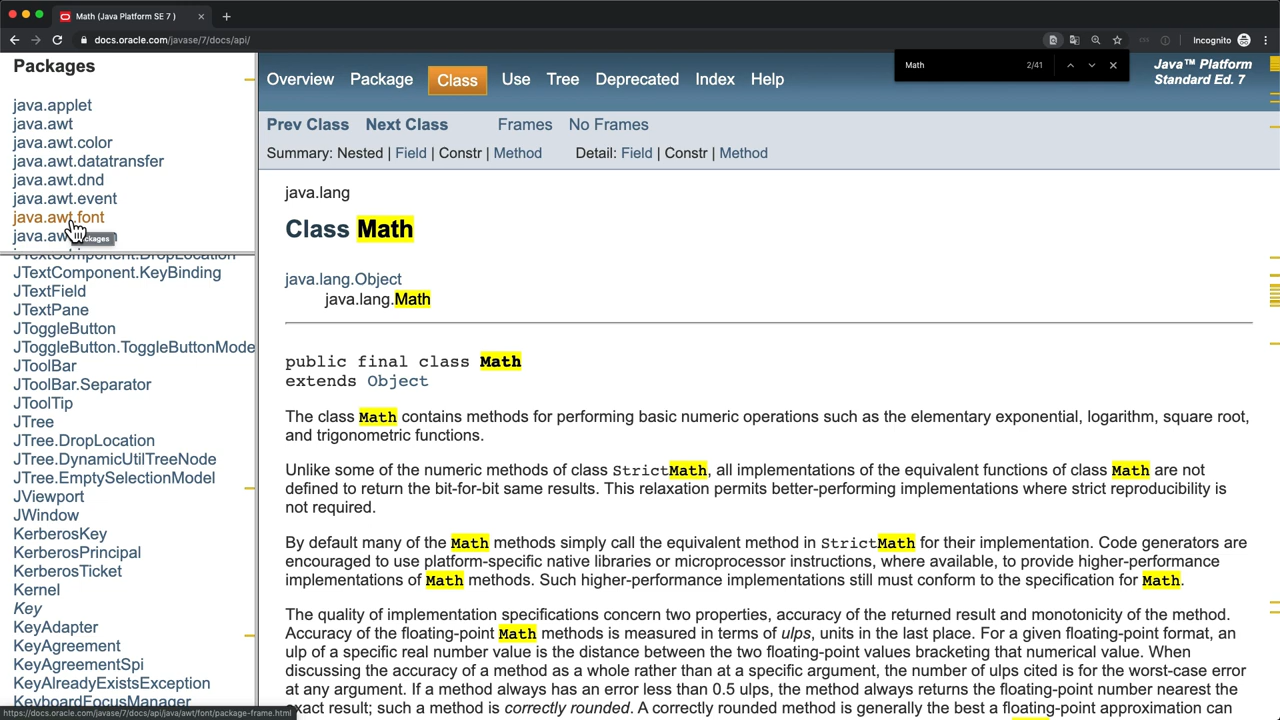 Math (Java Platform SE 7 )
docs.oracle.com/javase/7/docs/api/
Incognito
Math
2/41
Packages
java.applet
java.awt
java.awt.color
java.awt.datatransfer
java.awt.dnd
java.awt.event
java.awt.font
java.aw
JTextComponent.DropLocation
JTextComponent.KeyBinding
JTextField
JTextPane
JToggleButton
JToggleButton.ToggleButtonMode
JToolBar
JToolBar.Separator
JToolTip
JTree
JTree.DropLocation
JTree.DynamicUtilTreeNode
JTree.EmptySelectionModel
JViewport
JWindow
KerberosKey
KerberosPrincipal
KerberosTicket
Kernel
Key
KeyAdapter
KeyAgreement
KeyAgreementSpi
KeyAlreadyExistsException
KeyboardFocusManager
https://docs.oracle.com/javase/7/docs/api/java/awt/font/package-frame.html
Overview Package Class Use Tree Deprecated Index Help
Java™ Platform
Standard Ed. 7
Prev Class Next Class Frames No Frames
Summary: Nested | Field | Constr | Method Detail: Field | Constr | Method
java.lang
Class Math
java.lang.Object
java.lang.Math
public final class Math
extends Object
The class Math contains methods for performing basic numeric operations such as the elementary exponential, logarithm, square root,
and trigonometric functions.
Unlike some of the numeric methods of class StrictMath, all implementations of the equivalent functions of class Math are not
defined to return the bit-for-bit same results. This relaxation permits better-performing implementations where strict reproducibility is
not required.
By default many of the Math methods simply call the equivalent method in StrictMath for their implementation. Code generators are
encouraged to use platform-specific native libraries or microprocessor instructions, where available, to provide higher-performance
implementations of Math methods. Such higher-performance implementations still must conform to the specification for Math.
The quality of implementation specifications concern two properties, accuracy of the returned result and monotonicity of the method.
Accuracy of the floating-point Math methods is measured in terms of ulps, units in the last place. For a given floating-point format, an
ulp of a specific real number value is the distance between the two floating-point values bracketing that numerical value. When
discussing the accuracy of a method as a whole rather than at a specific argument, the number of ulps cited is for the worst-case error
at any argument. If a method always has an error less than 0.5 ulps, the method always returns the floating-point number nearest the
exact result; such a method is correctly rounded. A correctly rounded method is generally the best a floating-point approximation can